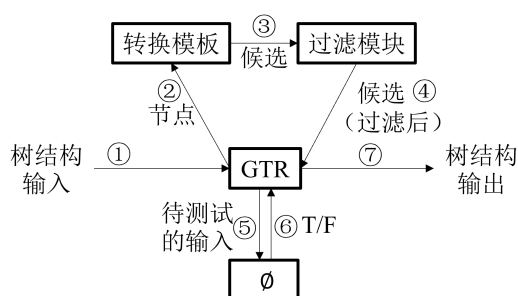 ③
转换模板
过滤模块
候选
②
节点
候选 ④
（过滤后）
树结构
输入
①
GTR
⑦
树结构
输出
待测试
的输入
⑤
⑥ T/F
∅